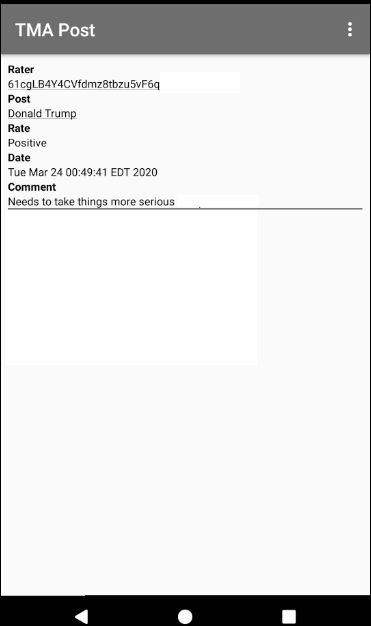 TMA Post
Rater
61cgLB4Y4CVfdmz8tbzu5vF6q
Post
Donald Trump
Rate
Positive
Date
Tue Mar 24 00:49:41 EDT 2020
Comment
Needs to take things more serious